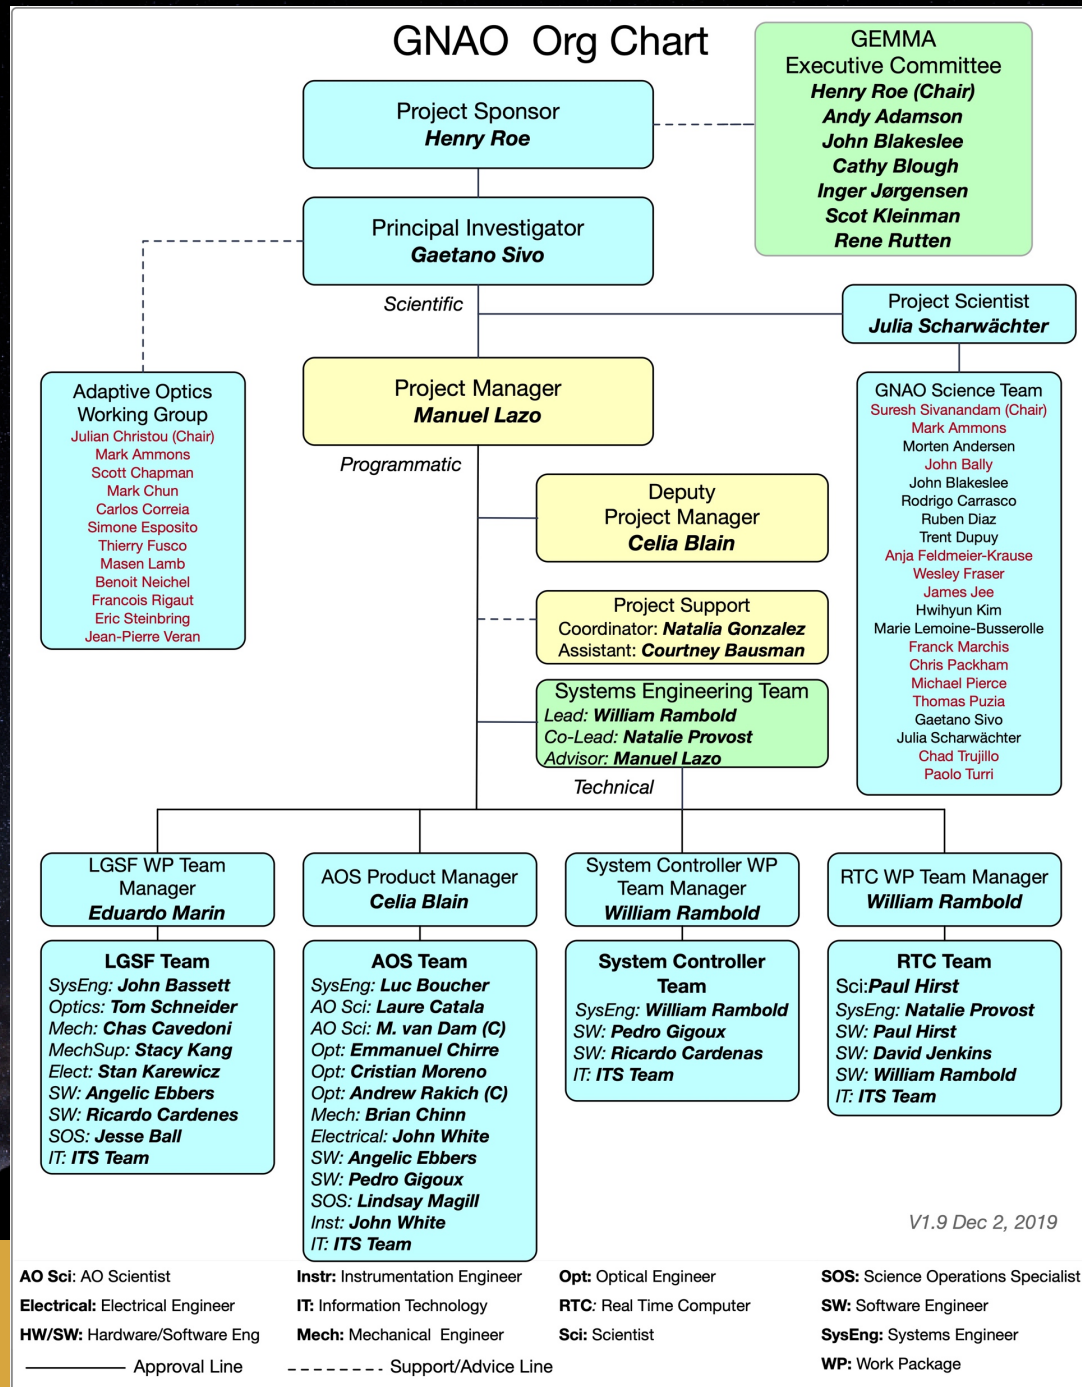 GNAO Org Chart
GEMMA
Executive Committee
Henry Roe (Chair)
Andy Adamson
John Blakeslee
Cathy Blough
Inger Jørgensen
Scot Kleinman
Rene Rutten
Project Sponsor
Henry Roe
Principal Investigator
Gaetano Sivo
Scientific
Project Scientist
Julia Scharwächter
Project Manager
Manuel Lazo
Programmatic
Adaptive Optics
Working Group
Julian Christou (Chair)
Mark Ammons
Scott Chapman
Mark Chun
Carlos Correia
Simone Esposito
Thierry Fusco
Masen Lamb
Benoit Neichel
Francois Rigaut
Eric Steinbring
Jean-Pierre Veran
GNAO Science Team
Suresh Sivanandam (Chair)
Mark Ammons
Morten Andersen
John Bally
John Blakeslee
Rodrigo Carrasco
Ruben Diaz
Trent Dupuy
Anja Feldmeier-Krause
Wesley Fraser
James Jee
Hwihyun Kim
Marie Lemoine-Busserolle
Franck Marchis
Chris Packham
Michael Pierce
Thomas Puzia
Gaetano Sivo
Julia Scharwächter
Chad Trujillo
Paolo Turri
Deputy
Project Manager
Celia Blain
Project Support
Coordinator: Natalia Gonzalez
Assistant: Courtney Bausman
Systems Engineering Team
Lead: William Rambold
Co-Lead: Natalie Provost
Advisor: Manuel Lazo
Technical
LGSF WP Team
Manager
Eduardo Marin
AOS Product Manager
Celia Blain
System Controller WP
Team Manager
William Rambold
RTC WP Team Manager
William Rambold
LGSF Team
SysEng: John Bassett
Optics: Tom Schneider
Mech: Chas Cavedoni
MechSup: Stacy Kang
Elect: Stan Karewicz
SW: Angelic Ebbers
SW: Ricardo Cardenes
SOS: Jesse Ball
IT: ITS Team
AOS Team
SysEng: Luc Boucher
AO Sci: Laure Catala
AO Sci: M. van Dam (C)
Opt: Emmanuel Chirre
Opt: Cristian Moreno
Opt: Andrew Rakich (C)
Mech: Brian Chinn
Electrical: John White
SW: Angelic Ebbers
SW: Pedro Gigoux
SOS: Lindsay Magill
Inst: John White
IT: ITS Team
System Controller
Team
SysEng: William Rambold
SW: Pedro Gigoux
SW: Ricardo Cardenas
IT: ITS Team
RTC Team
Sci:Paul Hirst
SysEng: Natalie Provost
SW: Paul Hirst
SW: David Jenkins
SW: William Rambold
IT: ITS Team
V1.9 Dec 2, 2019
AO Sci: AO Scientist
Electrical: Electrical Engineer
HW/SW: Hardware/Software Eng
Instr: Instrumentation Engineer
IT: Information Technology
Mech: Mechanical Engineer
Opt: Optical Engineer
RTC: Real Time Computer
Sci: Scientist
SOS: Science Operations Specialist
SW: Software Engineer
SysEng: Systems Engineer
WP: Work Package
Approval Line
Support/Advice Line